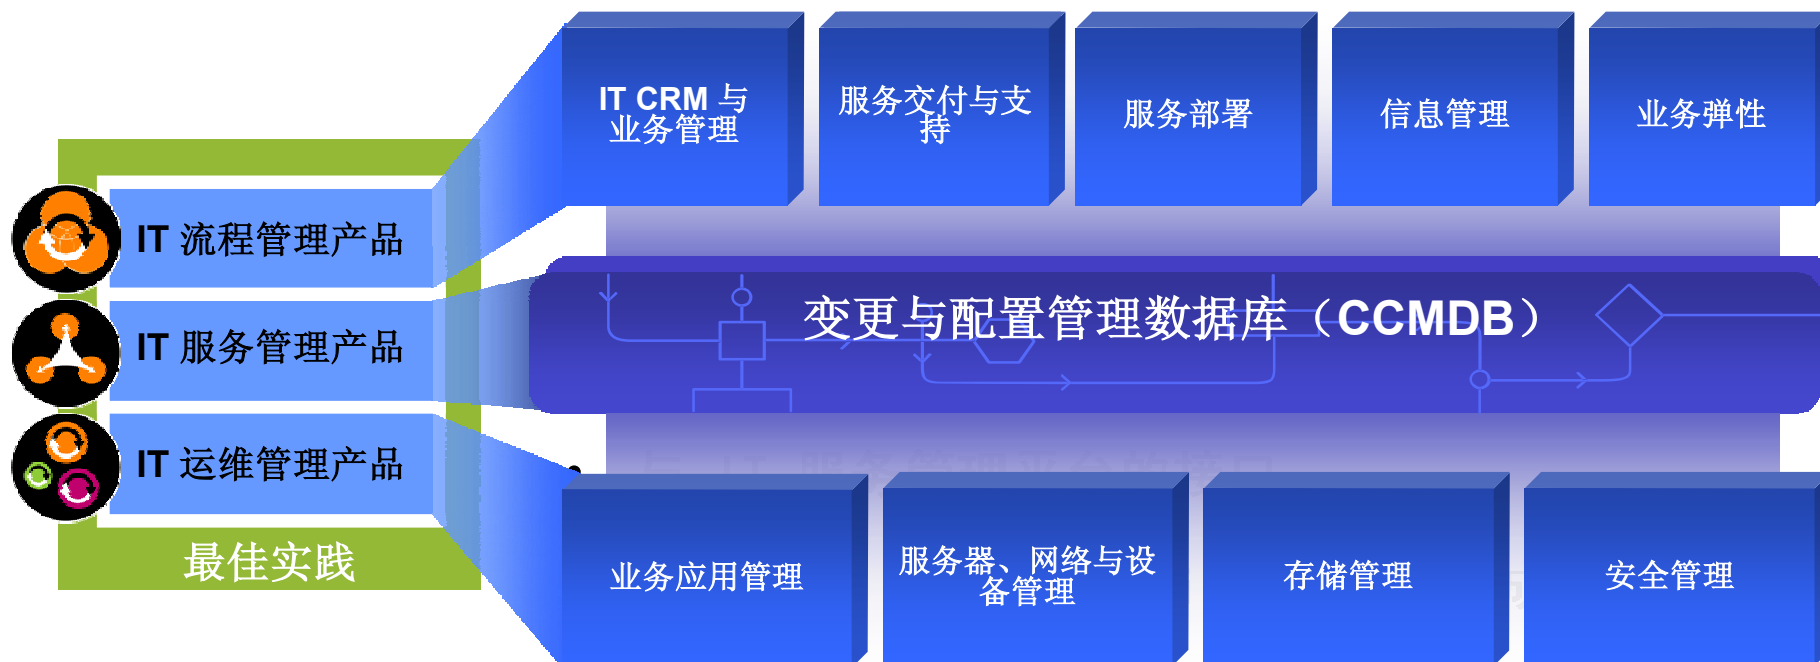 IT CRM 与
业务管理
服务交付与支
持
服务部署
信息管理
业务弹性
IT 流程管理产品
IT 服务管理产品
IT 运维管理产品
最佳实践
变更与配置管理数据库（CCMDB）
业务应用管理
服务器、网络与设
备管理
存储管理
安全管理